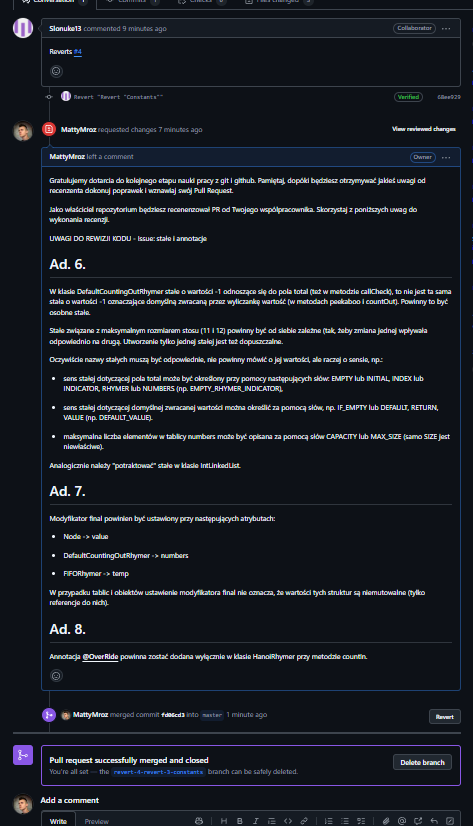 Conversation 1
Commits 1
Checks 0
Files changed 3
Slonuke13 commented 9 minutes ago
Collaborator
Reverts #4
Revert "Revert "Constants""
Verified
MattyMroz requested changes 7 minutes ago
View reviewed changes
MattyMroz left a comment
Owner
Gratulujemy dotarcia do kolejnego etapu nauki pracy z git i github. Pamiętaj, dopóki będziesz otrzymywać jakieś uwagi od
recenzenta dokonuj poprawek i wznawiaj swój Pull Request.
Jako właściciel repozytorium będziesz recenzenował PR od Twojego współpracownika. Skorzystaj z poniższych uwag do
wykonania recenzji.
UWAGI DO REWIZJI KODU - Issue: stałe i annotacje
Ad. 6.
W klasie DefaultCountingOutRhymer stałe o wartości -1 odnoszące się do pola total (też w metodzie callCheck), to nie jest ta sama
stała o wartości -1 oznaczające domyślną zwracaną przez wyliczankę wartość (w metodach peekaboo i countOut). Powinny to być
osobne stałe.
Stałe związane z maksymalnym rozmiarem stosu (11 i 12) powinny być od siebie zależne (tak, żeby zmiana jednej wpływała
odpowiednio na drugą. Utworzenie tylko jednej stałej jest też dopuszczalne.
Oczywiście nazwy stałych muszą być odpowiednie, nie powinny mówić o jej wartości, ale raczej o sensie, np.:
sens stałej dotyczącej pola total może być określony przy pomocy następujących słów: EMPTY lub INITIAL, INDEX lub
INDICATOR, RHYMER lub NUMBERS (np. EMPTY_RHYMER_INDICATOR),
sens stałej dotyczącej domyślnej zwracanej wartości można określić za pomocą słów, np. IF_EMPTY lub DEFAULT, RETURN,
VALUE (np. DEFAULT_VALUE).
maksymalna liczba elementów w tablicy numbers może być opisana za pomocą słów CAPACITY lub MAX_SIZE (samo SIZE jest
niewłaściwe).
Analogicznie należy "potraktować" stałe w klasie IntLinkedList.
Ad. 7.
Modyfikator final powinien być ustawiony przy następujących atrybutach:
Node -> value
DefaultCountingOutRhymer -> numbers
FIFORhymer -> temp
W przypadku tablic i obiektów ustawienie modyfikatora final nie oznacza, że wartości tych struktur są niemutowalne (tylko
referencje do nich).
Ad. 8.
Annotacja @OverRide powinna zostać dodana wyłącznie w klasie HanoiRhymer przy metodzie countIn.
MattyMroz merged commit fd06cd3 into master 1 minute ago
Revert
Pull request successfully merged and closed
You're all set — the revert-4-revert-3-constants branch can be safely deleted.
Delete branch
Add a comment
Write
Preview